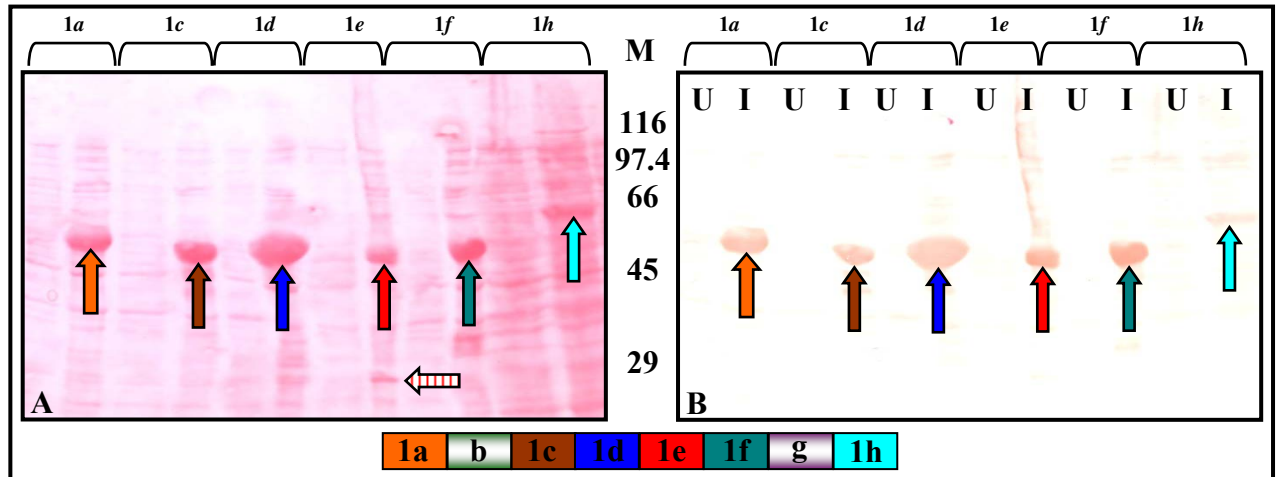 1a 1c 1d 1e 1f 1h
M
1a 1c 1d 1e 1f 1h
U I U I U I U I U I U I
116
97.4
66
45
29
A
B
1a b 1c 1d 1e 1f g 1h